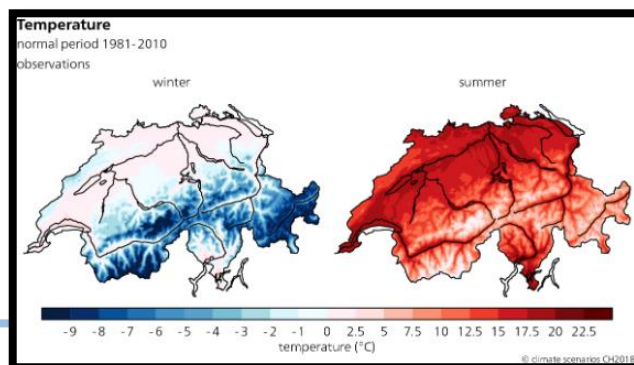 Temperature
normal period 1981-2010
observations
winter
summer
-9 -8 -7 -6 -5 -4 -3 -2 -1 0 2.5 5 7.5 10 12.5 15 17.5 20 22.5
temperature (°C)
© climate scenarios CH2018